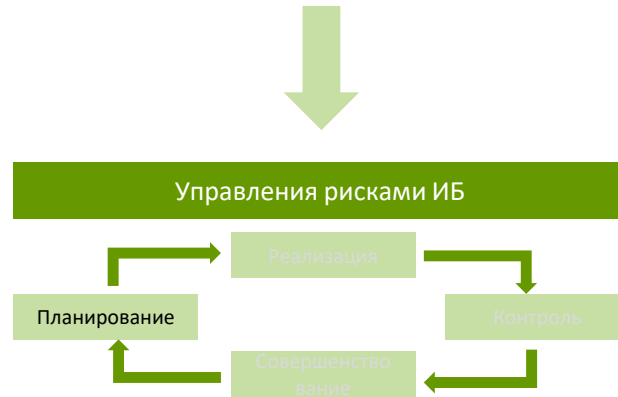 Управления рисками ИБ
Реализация
Планирование
Контроль
Совершенство
вание